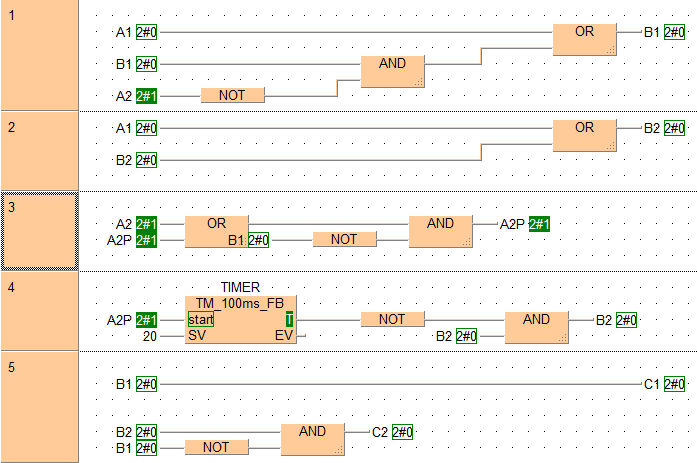 1
A1 2#0 OR B1 2#0
B1 2#0 AND
A2 2#1 NOT
2
A1 2#0 OR B2 2#0
B2 2#0
3
A2 2#1 OR AND A2P 2#1
A2P 2#1 B1 2#0 NOT
4
TIMER
TM_100ms_FB
A2P 2#1 start T NOT AND B2 2#0
20 SV EV B2 2#0
5
B1 2#0 C1 2#0
B2 2#0 AND C2 2#0
B1 2#0 NOT